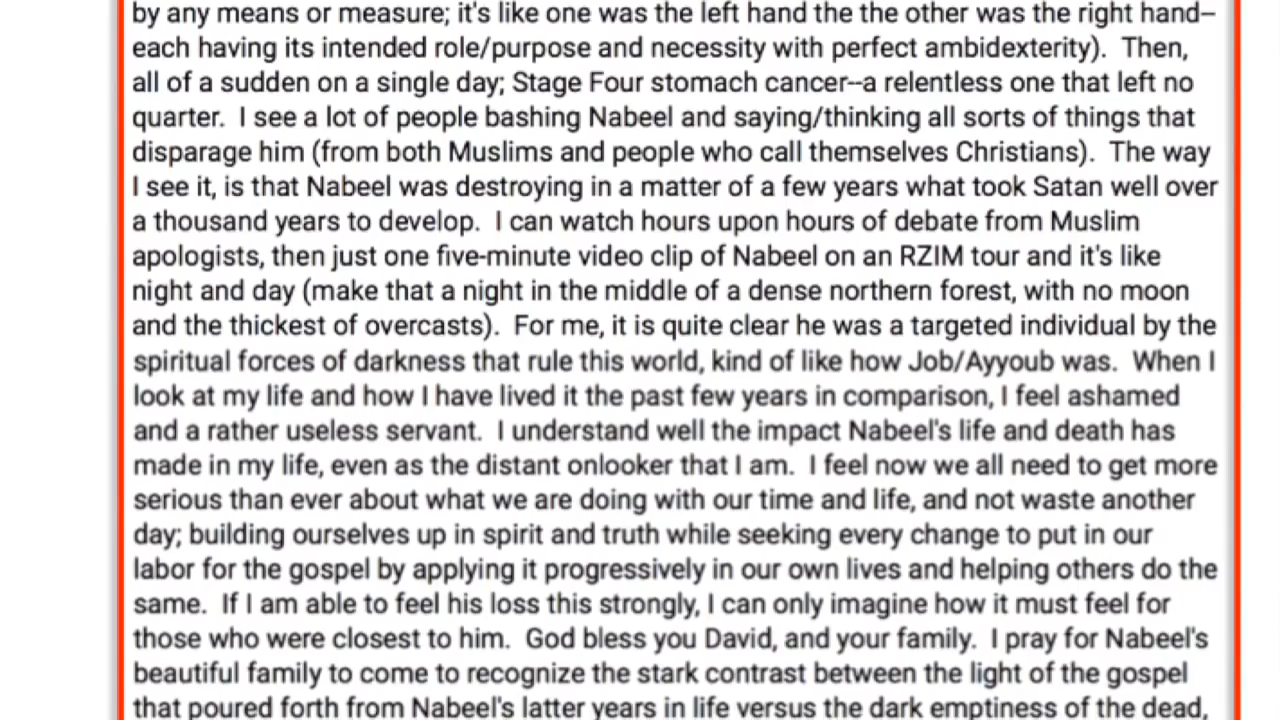 by any means or measure; it's like one was the left hand the the other was the right hand–
each having its intended role/purpose and necessity with perfect ambidexterity).  Then,
all of a sudden on a single day; Stage Four stomach cancer--a relentless one that left no
quarter.  I see a lot of people bashing Nabeel and saying/thinking all sorts of things that
disparage him (from both Muslims and people who call themselves Christians).  The way
I see it, is that Nabeel was destroying in a matter of a few years what took Satan well over
a thousand years to develop.  I can watch hours upon hours of debate from Muslim
apologists, then just one five-minute video clip of Nabeel on an RZIM tour and it's like
night and day (make that a night in the middle of a dense northern forest, with no moon
and the thickest of overcasts).  For me, it is quite clear he was a targeted individual by the
spiritual forces of darkness that rule this world, kind of like how Job/Ayyoub was.  When I
look at my life and how I have lived it the past few years in comparison, I feel ashamed
and a rather useless servant.  I understand well the impact Nabeel's life and death has
made in my life, even as the distant onlooker that I am.  I feel now we all need to get more
serious than ever about what we are doing with our time and life, and not waste another
day; building ourselves up in spirit and truth while seeking every change to put in our
labor for the gospel by applying it progressively in our own lives and helping others do the
same.  If I am able to feel his loss this strongly, I can only imagine how it must feel for
those who were closest to him.  God bless you David, and your family.  I pray for Nabeel's
beautiful family to come to recognize the stark contrast between the light of the gospel
that poured forth from Nabeel's latter years in life versus the dark emptiness of the dead,